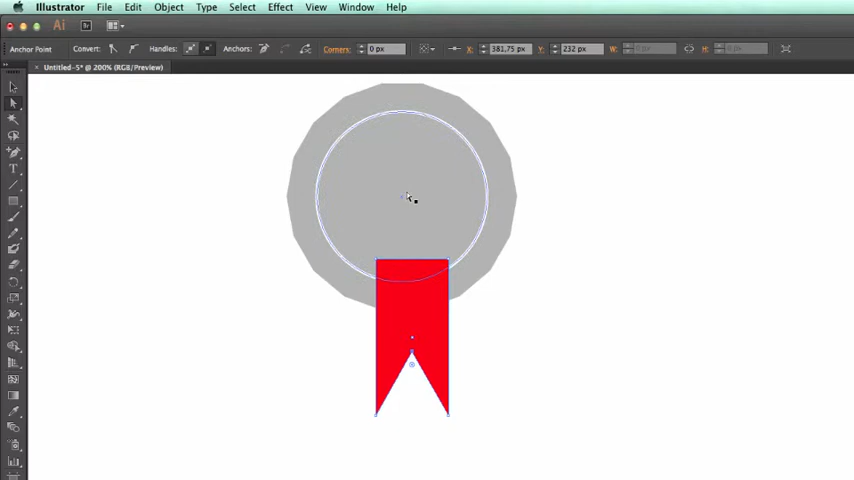 Illustrator File Edit Object Type Select Effect View Window Help
Ai Br
Anchor Point Convert: Handles: Anchors: Corners: 0 px X: 381.75 px Y: 232 px W: H:
× Untitled-5* @ 200% (RGB/Preview)
T